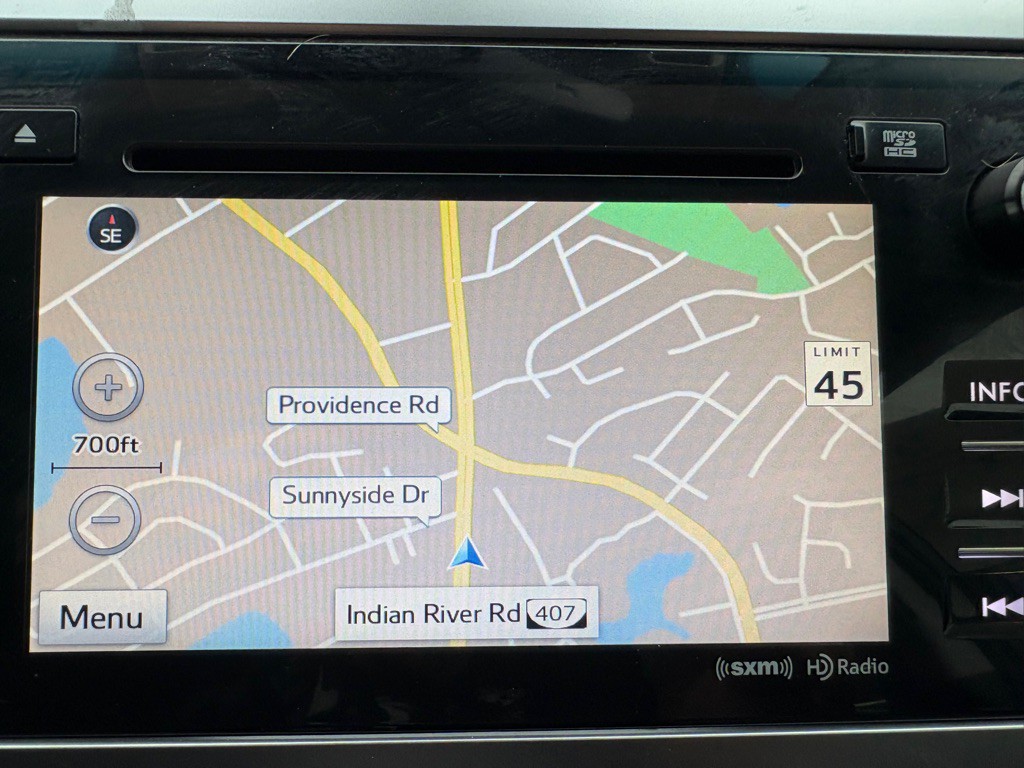 micro
SD
HC
SE
LIMIT
45
INFO
Providence Rd
700ft
Sunnyside Dr
Menu
Indian River Rd 407
((sxm)) HD Radio